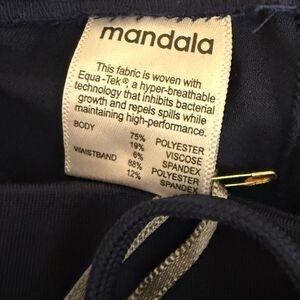 mandala
This fabric is woven with
Equa-Tek®, a hyper-breathable
technology that inhibits bacterial
growth and repels spills while
maintaining high-performance.
BODY 75% POLYESTER
19% VISCOSE
6% SPANDEX
WAISTBAND 88% POLYESTER
12% SPANDEX